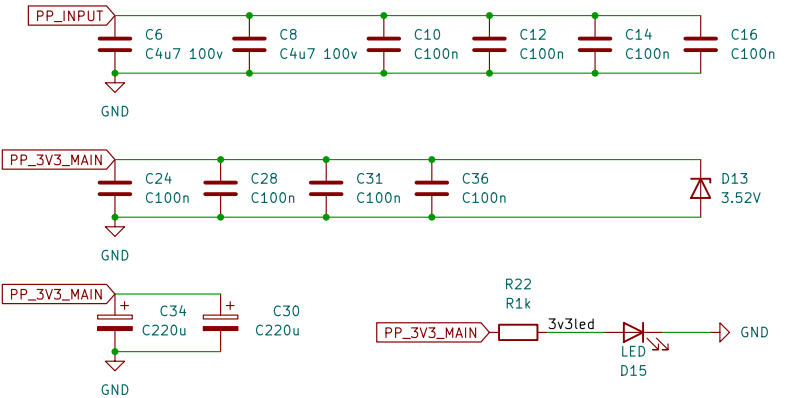 PP_INPUT
C6
C4u7 100v
C8
C4u7 100v
C10
C100n
C12
C100n
C14
C100n
C16
C100n
GND
PP_3V3_MAIN
C24
C100n
C28
C100n
C31
C100n
C36
C100n
D13
3.52V
GND
PP_3V3_MAIN
+
C34
C220u
+
C30
C220u
GND
R22
R1k
PP_3V3_MAIN
3v3led
LED
D15
GND